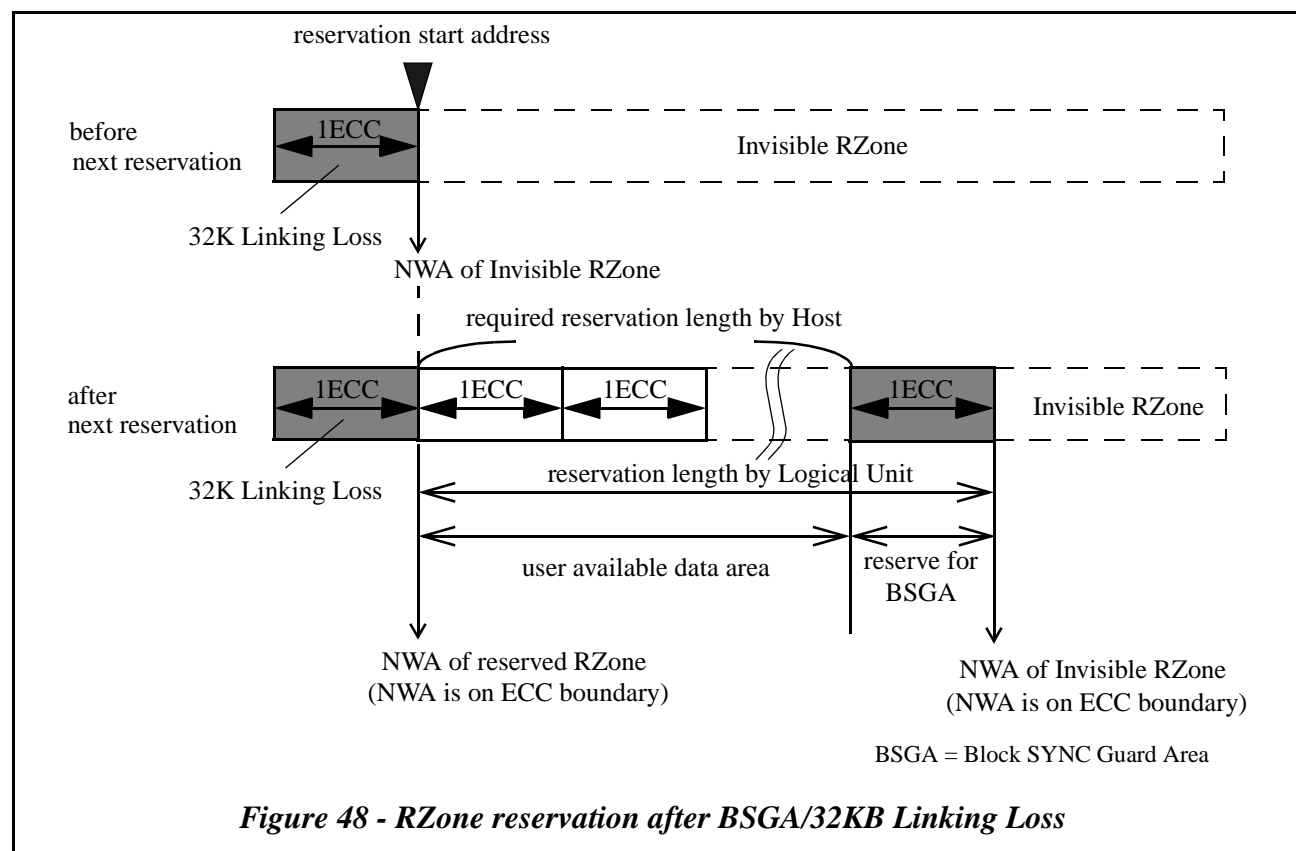 reservation start address
before
next reservation
1ECC
Invisible RZone
32K Linking Loss
NWA of Invisible RZone
required reservation length by Host
after
next reservation
1ECC
1ECC
1ECC
1ECC
Invisible RZone
32K Linking Loss
reservation length by Logical Unit
user available data area
reserve for
BSGA
NWA of reserved RZone
(NWA is on ECC boundary)
NWA of Invisible RZone
(NWA is on ECC boundary)
BSGA = Block SYNC Guard Area
Figure 48 - RZone reservation after BSGA/32KB Linking Loss